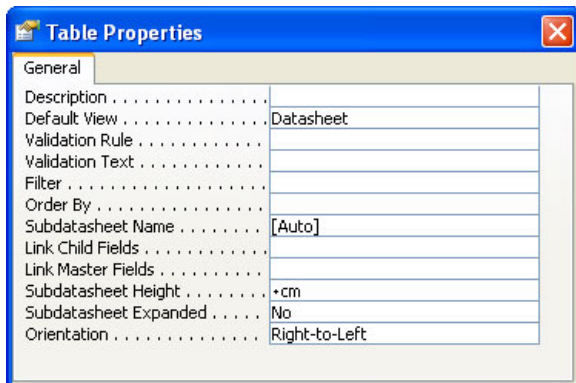 Table Properties
General
Description . . . . . . . . . . . . . . .
Default View . . . . . . . . . . . . . . Datasheet
Validation Rule . . . . . . . . . . . .
Validation Text . . . . . . . . . . . .
Filter . . . . . . . . . . . . . . . . . . .
Order By . . . . . . . . . . . . . . . .
Subdatasheet Name . . . . . . . . [Auto]
Link Child Fields . . . . . . . . . . .
Link Master Fields . . . . . . . . . .
Subdatasheet Height . . . . . . . . ٠cm
Subdatasheet Expanded . . . . . No
Orientation . . . . . . . . . . . . . . Right-to-Left